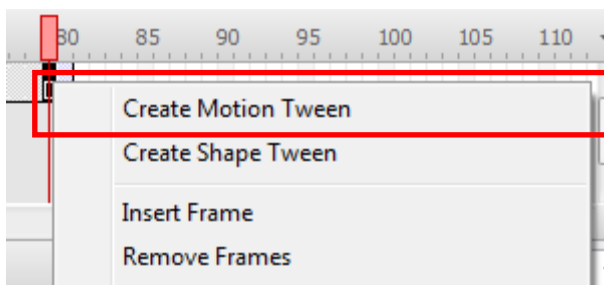 80 85 90 95 100 105 110
Create Motion Tween
Create Shape Tween
Insert Frame
Remove Frames